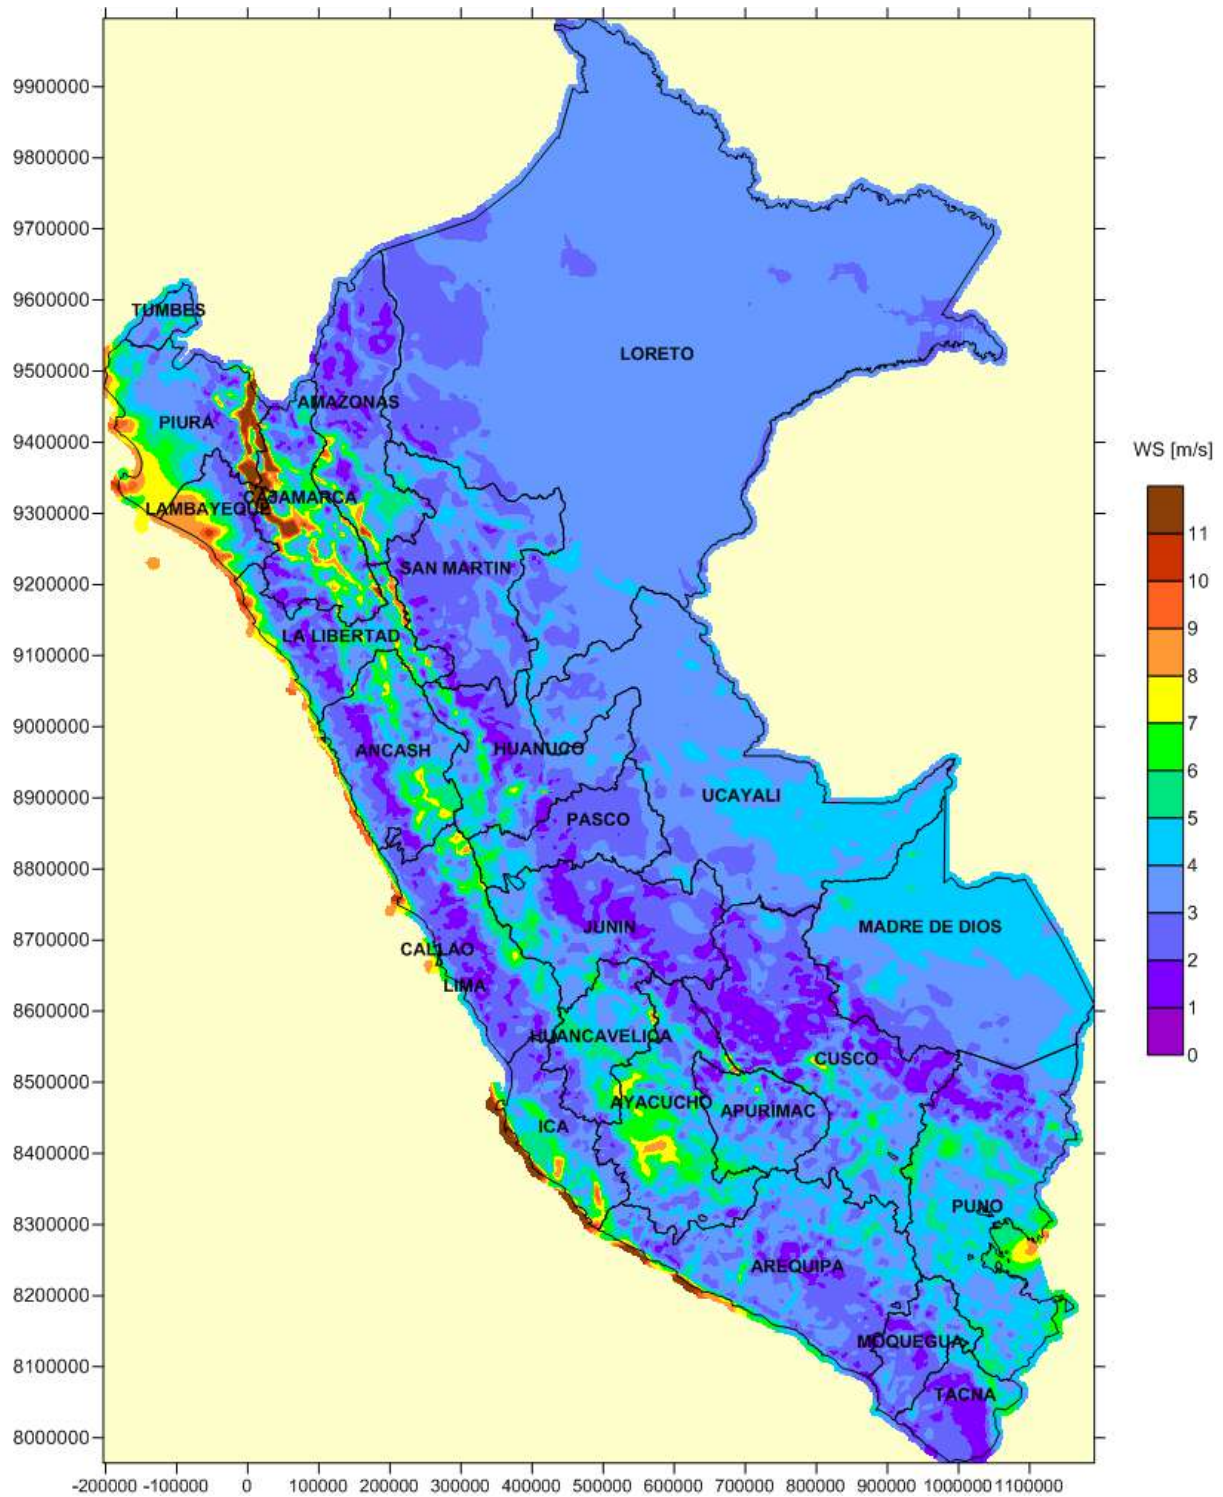 9900000
9800000
9700000
9600000
TUMBES
9500000
LORETO
AMAZONAS
PIURA
9400000
WS [m/s]
CAJAMARCA
LAMBAYEQUE
9300000
11
SAN MARTIN
10
9200000
9
LA LIBERTAD
9100000
8
9000000
7
ANCASH
HUANUCO
6
UCAYALI
8900000
PASCO
5
8800000
4
MADRE DE DIOS
JUNIN
3
8700000
CALLAO
2
LIMA
8600000
1
HUANCAVELICA
CUSCO
0
8500000
AYACUCHO
APURIMAC
ICA
8400000
PUNO
8300000
AREQUIPA
8200000
MOQUEGUA
8100000
TACNA
8000000
-200000 -100000 0 100000 200000 300000 400000 500000 600000 700000 800000 900000 1000000 1100000